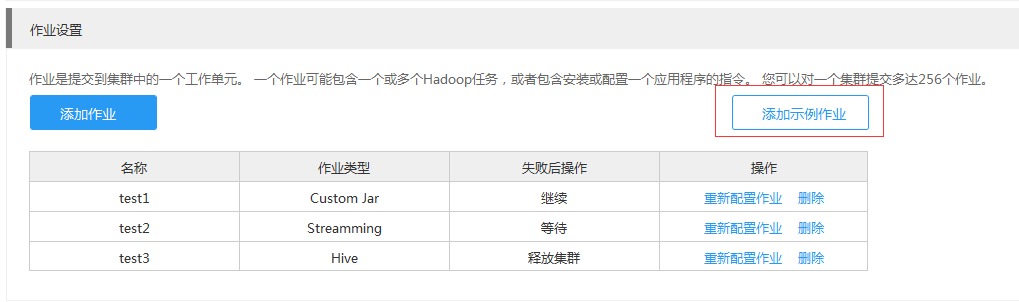 作业设置
作业是提交到集群中的一个工作单元。 一个作业可能包含一个或多个Hadoop任务，或者包含安装或配置一个应用程序的指令。 您可以对一个集群提交多达256个作业。
添加作业 添加示例作业
名称 作业类型 失败后操作 操作
test1 Custom Jar 继续 重新配置作业 删除
test2 Streamming 等待 重新配置作业 删除
test3 Hive 释放集群 重新配置作业 删除